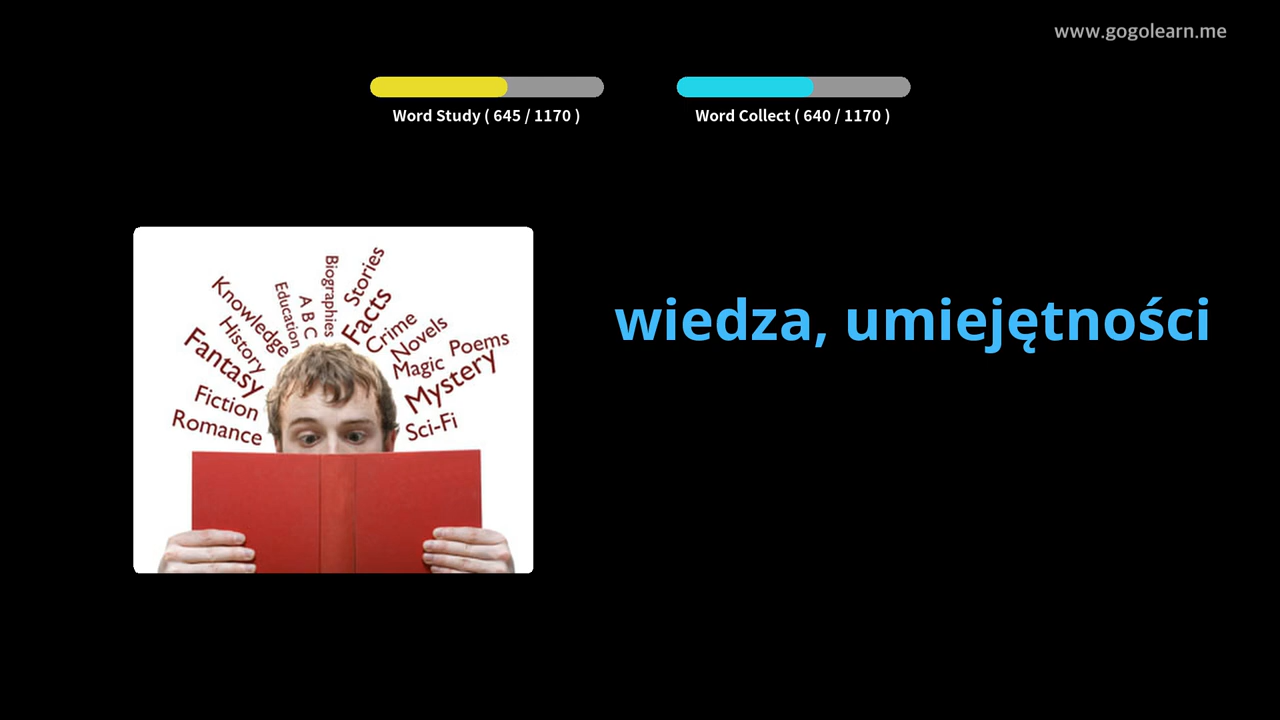 www.gogolearn.me
Word Study ( 645 / 1170 )
Word Collect ( 640 / 1170 )
wiedza, umiejętności
Knowledge
History
Fantasy
Fiction
Romance
Education
A B C
Biographies
Stories
Facts
Crime
Novels
Magic
Poems
Mystery
Sci-Fi